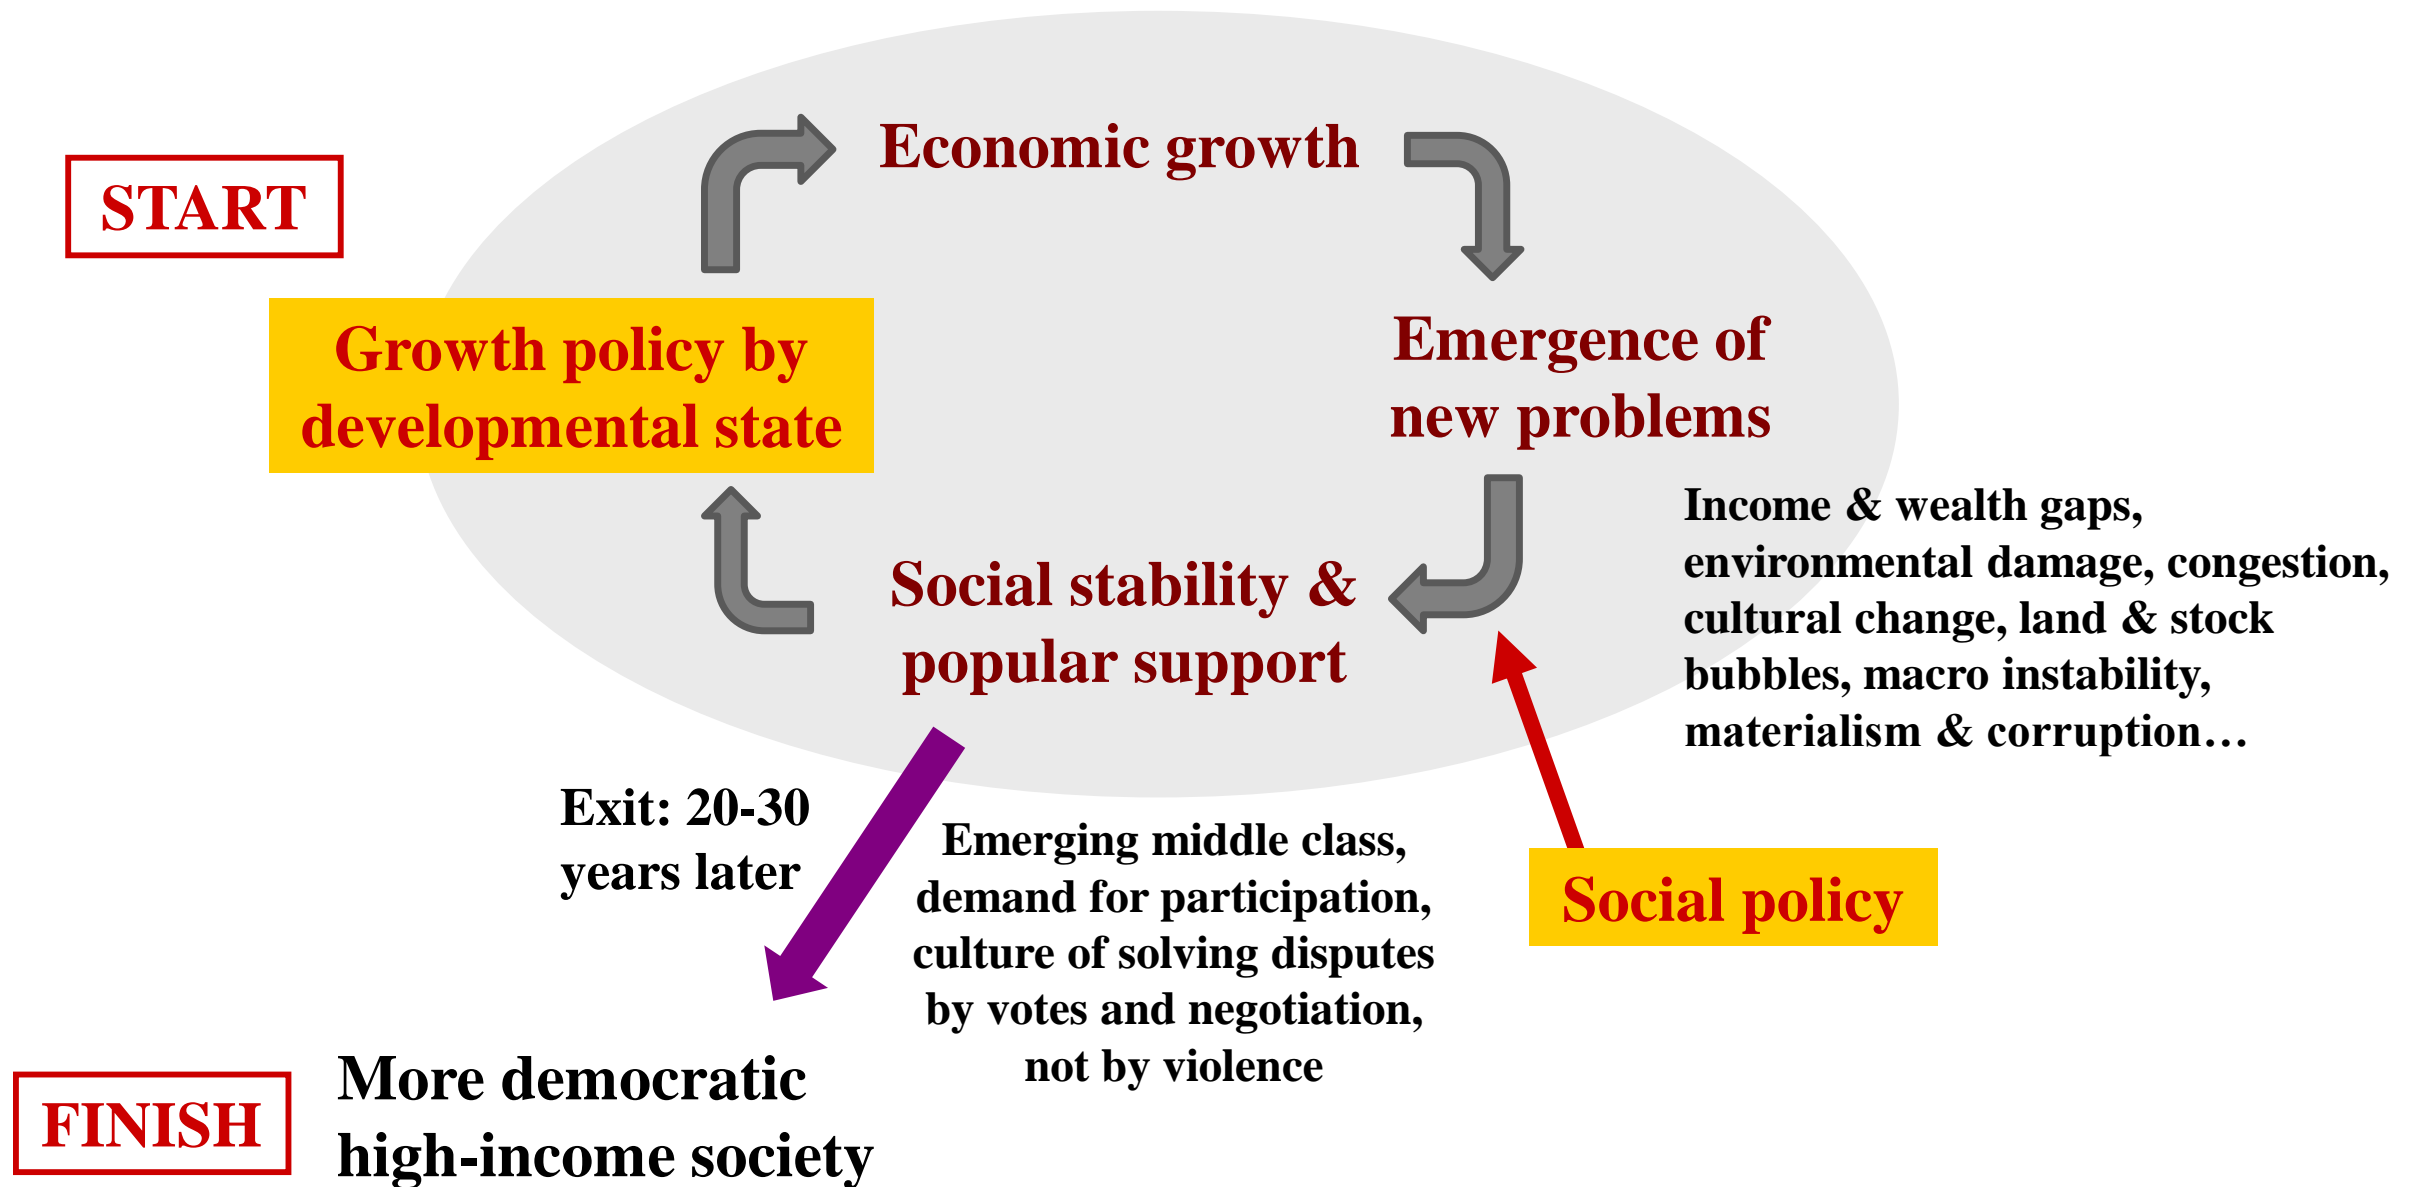 START
Economic growth
Growth policy by
developmental state
Emergence of
new problems
Income & wealth gaps,
environmental damage, congestion,
cultural change, land & stock
bubbles, macro instability,
materialism & corruption…
Social stability &
popular support
Social policy
Exit: 20-30
years later
Emerging middle class,
demand for participation,
culture of solving disputes
by votes and negotiation,
not by violence
FINISH
More democratic
high-income society